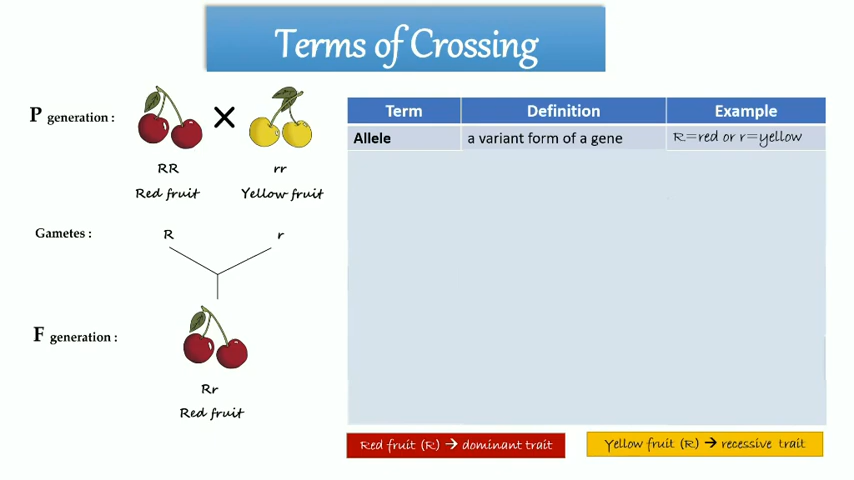 Terms of Crossing
P generation :
RR
rr
Red fruit
Yellow fruit
Gametes :
R
r
F generation :
Rr
Red fruit
Term Definition Example
Allele a variant form of a gene R=red or r=yellow
Red fruit (R) → dominant trait
Yellow fruit (R) → recessive trait